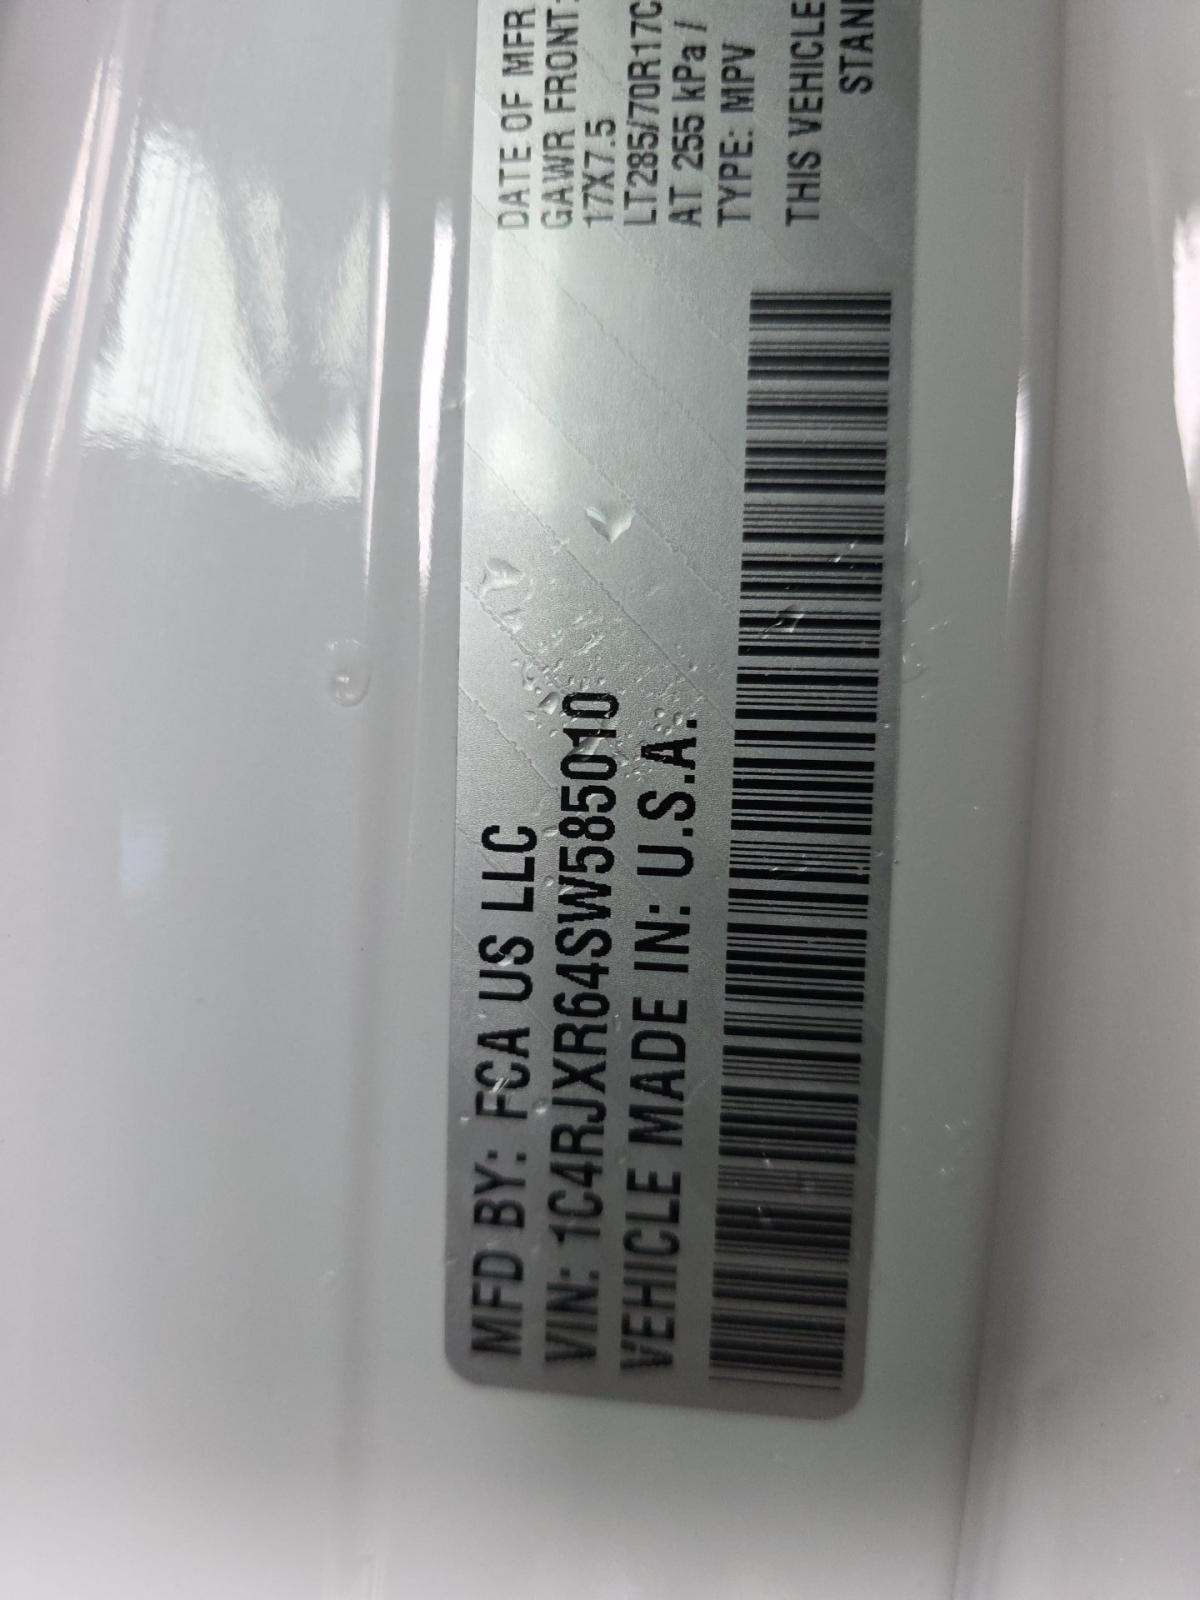 MFD BY: FCA US LLC
VIN: 1C4RJXR64SW585010
VEHICLE MADE IN: U.S.A.
DATE OF MFR
GAWR FRONT:
17X7.5
LT285/70R17C
AT 255 kPa /
TYPE: MPV
THIS VEHICLE